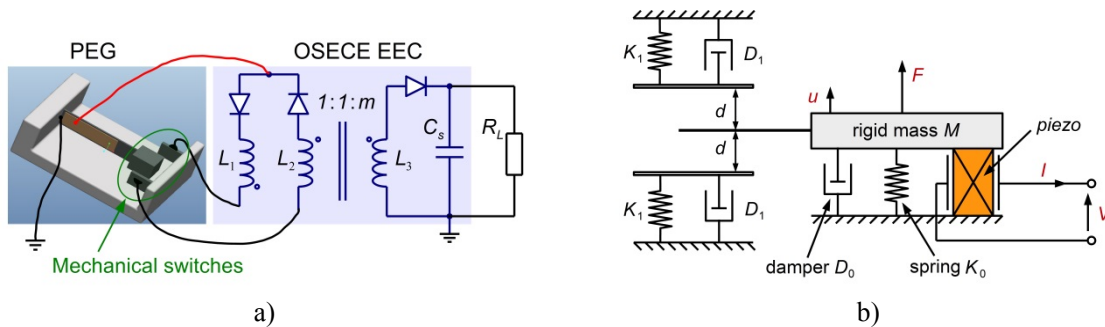 PEG
OSECE EEC
1:1:m
L₁
L₂
L₃
Cₛ
R_L
Mechanical switches
a)
K₁
D₁
d
d
K₁
D₁
u
F
rigid mass M
piezo
I
V
damper D₀
spring K₀
b)